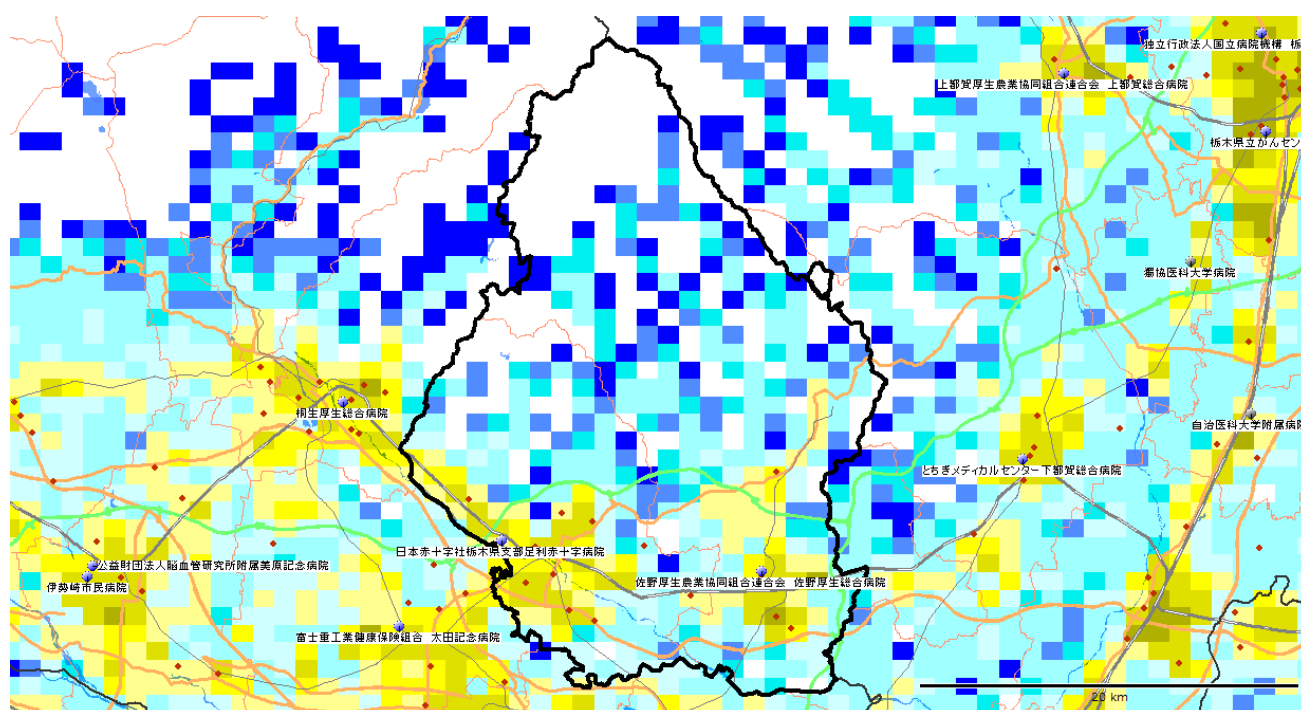 独立行政法人国立病院機構 栃
上都賀厚生農業協同組合連合会 上都賀総合病院
栃木県立がんセン
獨協医科大学病院
桐生厚生総合病院
自治医科大学附属病院
とちぎメディカルセンター下都賀総合病院
日本赤十字社栃木県支部足利赤十字病院
公益財団法人脳血管研究所附属美原記念病院
伊勢崎市民病院
佐野厚生農業協同組合連合会 佐野厚生総合病院
富士重工業健康保険組合 太田記念病院
20 km